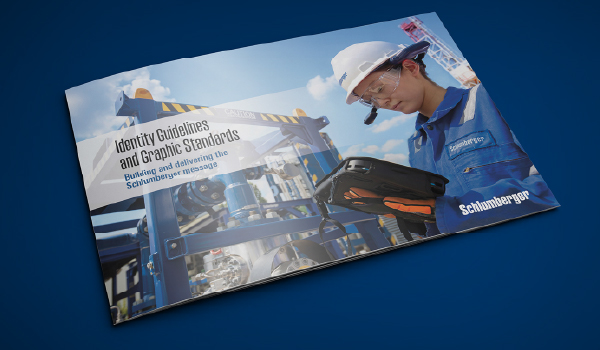 Identity Guidelines
and Graphic Standards
Building and delivering the
Schlumberger message
Schlumberger
Schlumberger